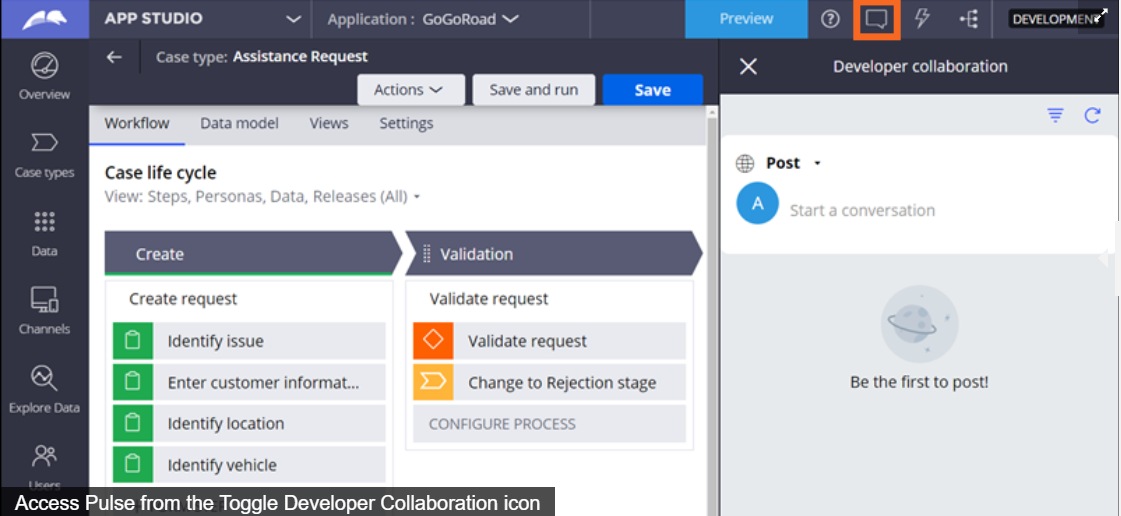 APP STUDIO
Application : GoGoRoad
Preview
DEVELOPMENT
Case type: Assistance Request
Developer collaboration
Actions
Save and run
Save
Overview
Case types
Data
Channels
Explore Data
Users
Workflow
Data model
Views
Settings
Case life cycle
View: Steps, Personas, Data, Releases (All)
Create
Validation
Create request
Identify issue
Enter customer informat...
Identify location
Identify vehicle
Validate request
Validate request
Change to Rejection stage
CONFIGURE PROCESS
Post
A
Start a conversation
Be the first to post!
Access Pulse from the Toggle Developer Collaboration icon